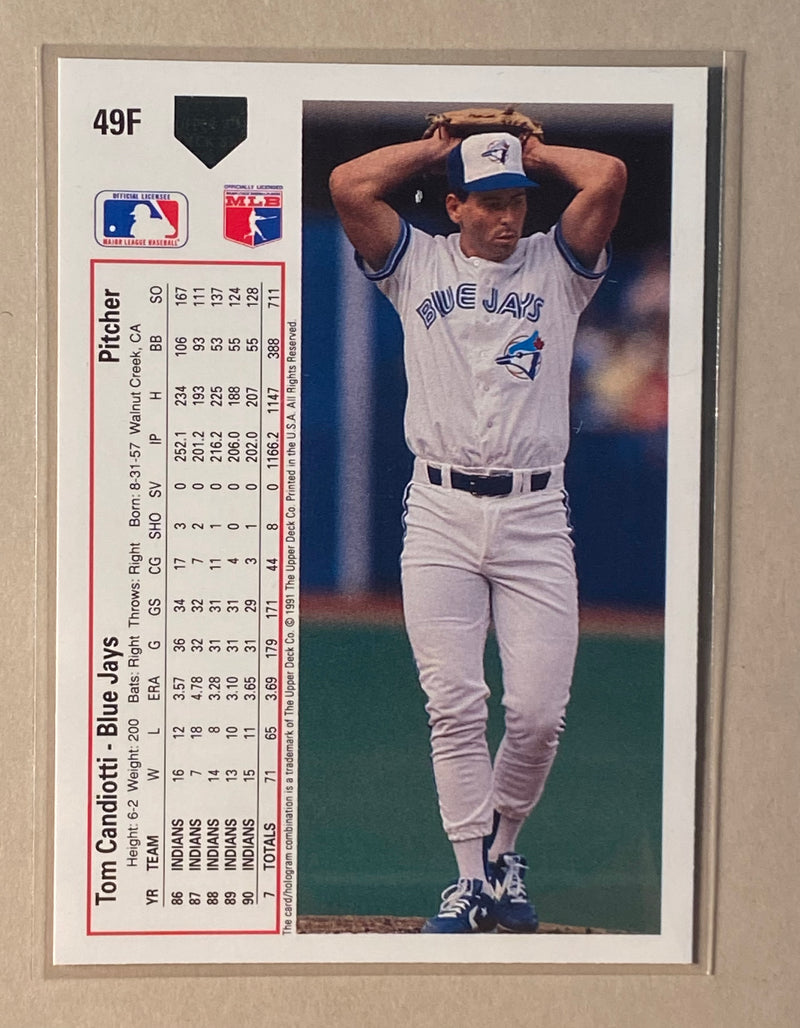 49F
OFFICIAL LICENSEE
MAJOR LEAGUE BASEBALL
OFFICIALLY LICENSED
MLB
BLUE JAYS
Tom Candiotti - Blue Jays Pitcher
Height: 6-2 Weight: 200 Bats: Right Throws: Right Born: 8-31-57 Walnut Creek, CA
YR TEAM W L ERA G GS CG SHO SV IP H BB SO
86 INDIANS 16 12 3.57 36 34 17 3 0 252.1 234 106 167
87 INDIANS 7 18 4.78 32 32 7 2 0 201.2 193 93 111
88 INDIANS 14 8 3.28 31 31 11 1 0 216.2 225 53 137
89 INDIANS 13 10 3.10 31 31 4 0 0 206.0 188 55 124
90 INDIANS 15 11 3.65 31 29 3 1 0 202.0 207 55 128
7 TOTALS 71 65 3.69 179 171 44 8 0 1166.2 1147 388 711
The card/hologram combination is a trademark of The Upper Deck Co. © 1991 The Upper Deck Co. Printed in the U.S.A. All Rights Reserved.